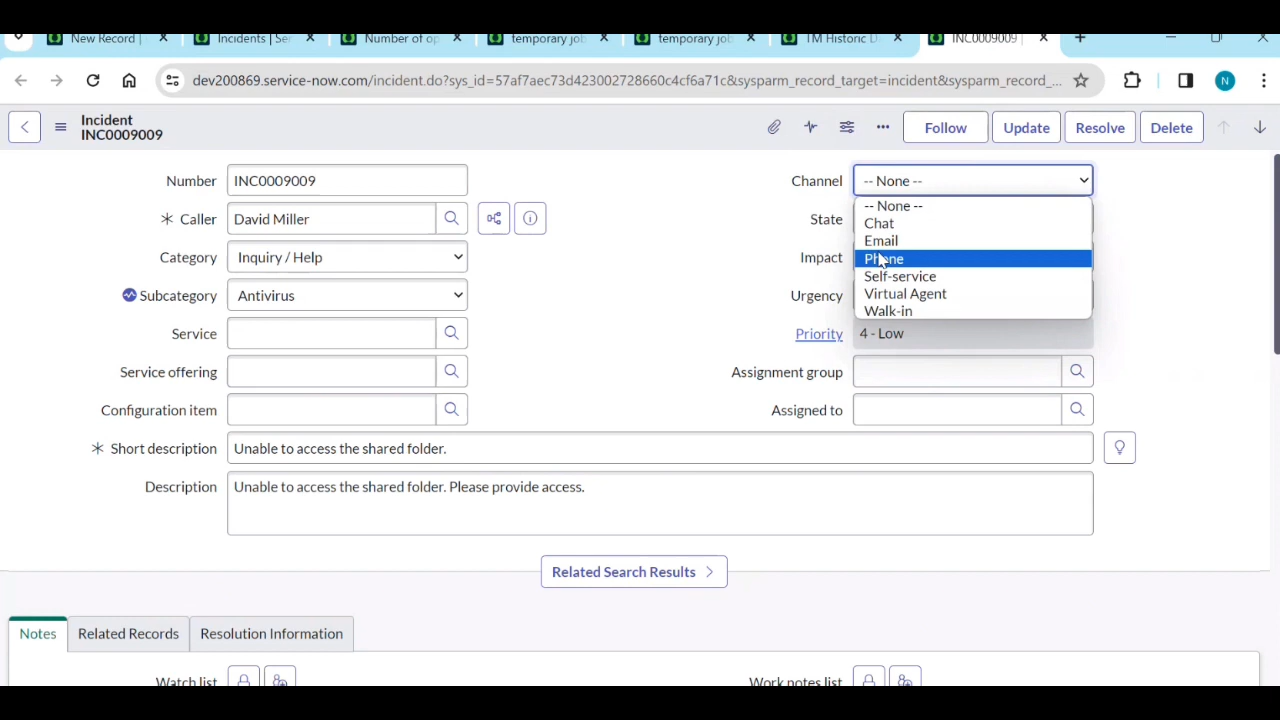 New Record |
Incidents | Ser
Number of op
temporary job
temporary job
TM Historic D
INC0009009 |
dev200869.service-now.com/incident.do?sys_id=57af7aec73d423002728660c4cf6a71c&sysparm_record_target=incident&sysparm_record_...
N
Incident
INC0009009
Follow
Update
Resolve
Delete
Number
INC0009009
Channel
-- None --
Caller
David Miller
State
Category
Inquiry / Help
Impact
Subcategory
Antivirus
Urgency
-- None --
Chat
Email
Phone
Self-service
Virtual Agent
Walk-in
Service
Priority
4 - Low
Service offering
Assignment group
Configuration item
Assigned to
Short description
Unable to access the shared folder.
Description
Unable to access the shared folder. Please provide access.
Related Search Results
Notes
Related Records
Resolution Information
Watch list
Work notes list